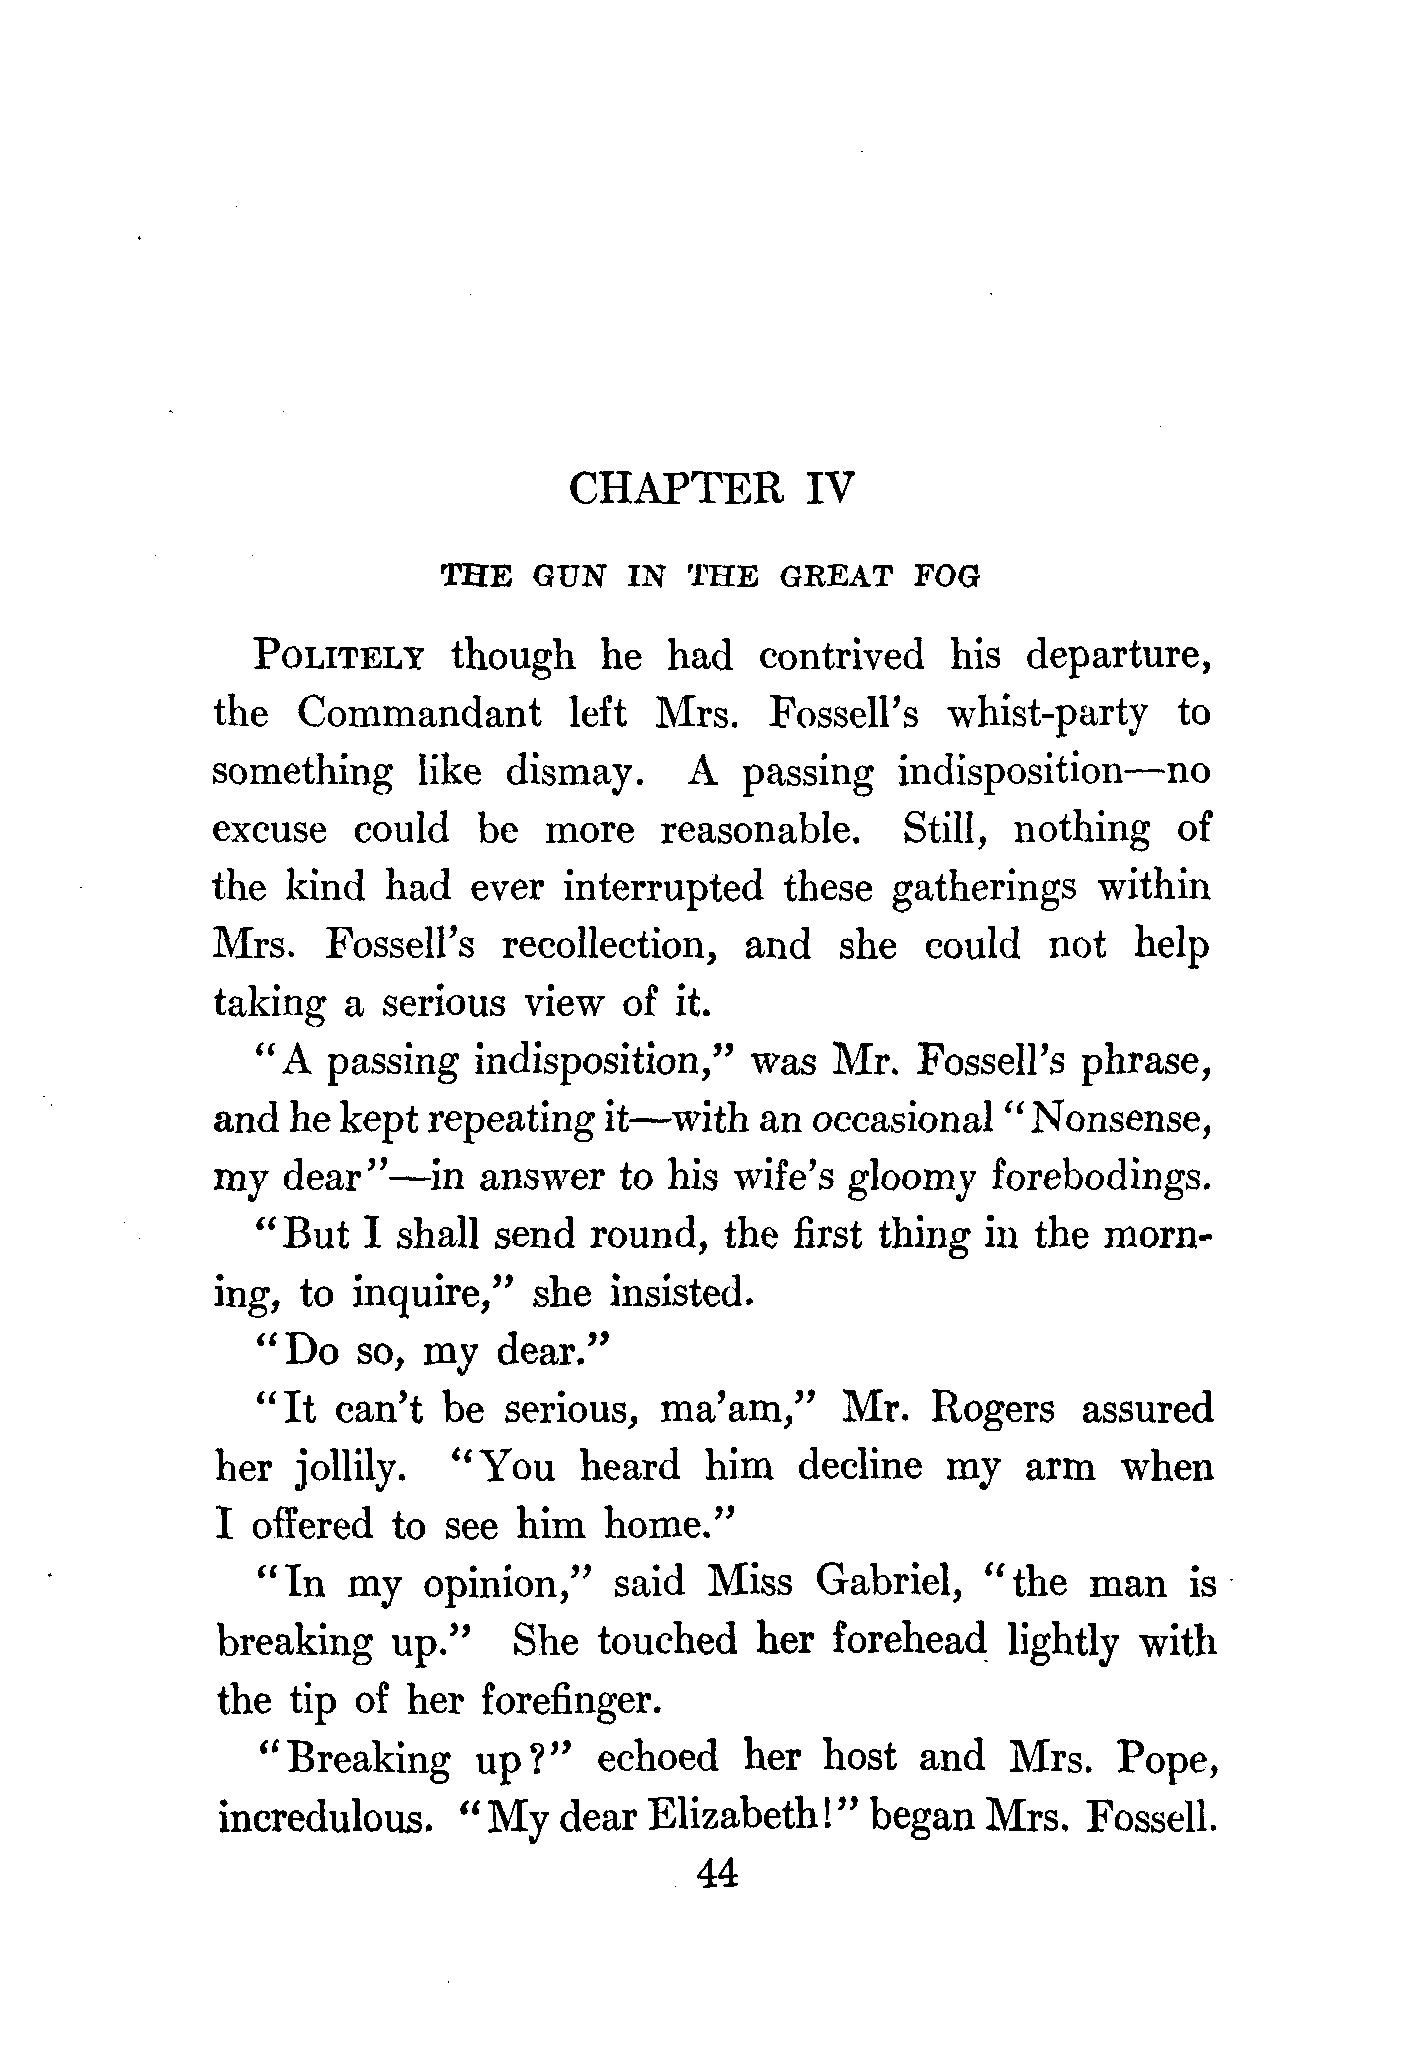 CHAPTER IV
THE GUN IN THE GREAT FOG
POLITELY though he had contrived his departure,
the Commandant left Mrs. Fossell's whist-party to
something like dismay. A passing indisposition—no
excuse could be more reasonable. Still, nothing of
the kind had ever interrupted these gatherings within
Mrs. Fossell's recollection, and she could not help
taking a serious view of it.
"A passing indisposition," was Mr. Fossell's phrase,
and he kept repeating it—with an occasional "Nonsense,
my dear"—in answer to his wife's gloomy forebodings.
"But I shall send round, the first thing in the morn-
ing, to inquire," she insisted.
"Do so, my dear."
"It can't be serious, ma'am," Mr. Rogers assured
her jollily. "You heard him decline my arm when
I offered to see him home."
"In my opinion," said Miss Gabriel, "the man is
breaking up." She touched her forehead lightly with
the tip of her forefinger.
"Breaking up?" echoed her host and Mrs. Pope,
incredulous. "My dear Elizabeth!" began Mrs. Fossell.
44